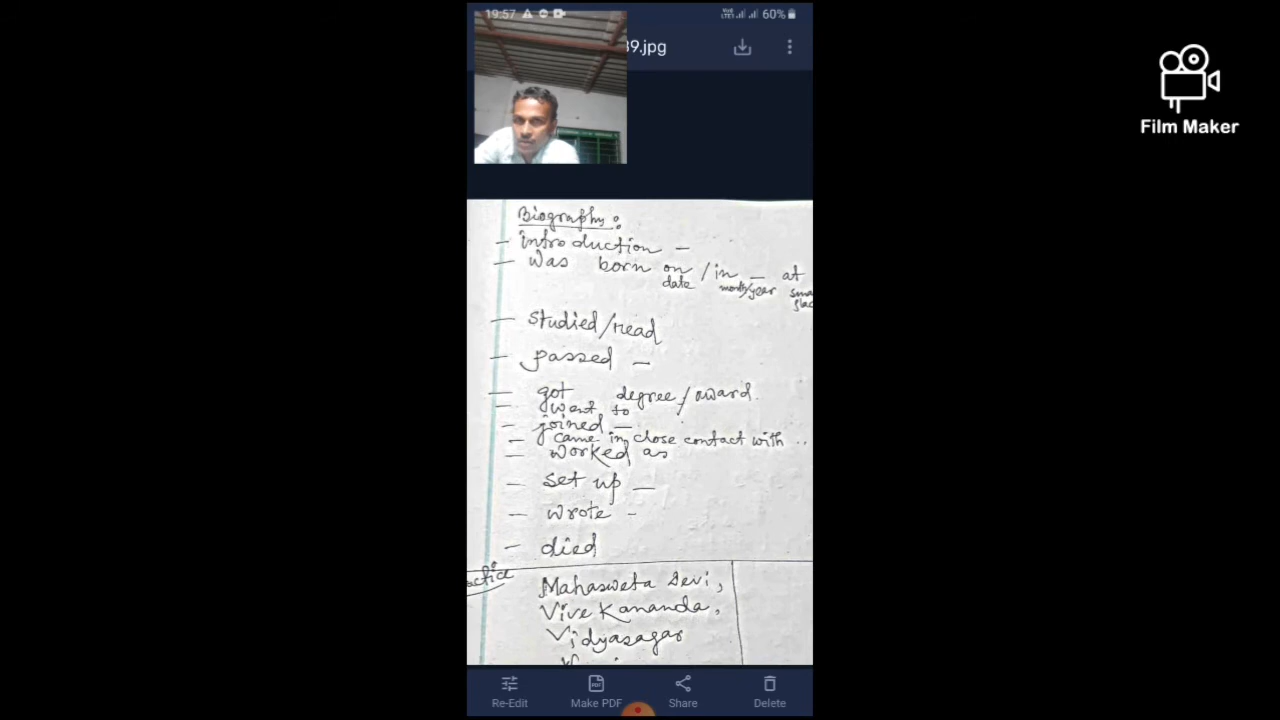 19:57
60%
39.jpg
Film Maker
Biography:
- introduction -
- Was born on / in — at
date month/year
- studied/read
- passed —
- got degree/award.
- went to
- joined —
- came in close contact with ..
- worked as
- set up —
- wrote -
- died
Mahasweta Devi,
Vivekananda,
Vidyasagar
Re-Edit Make PDF Share Delete